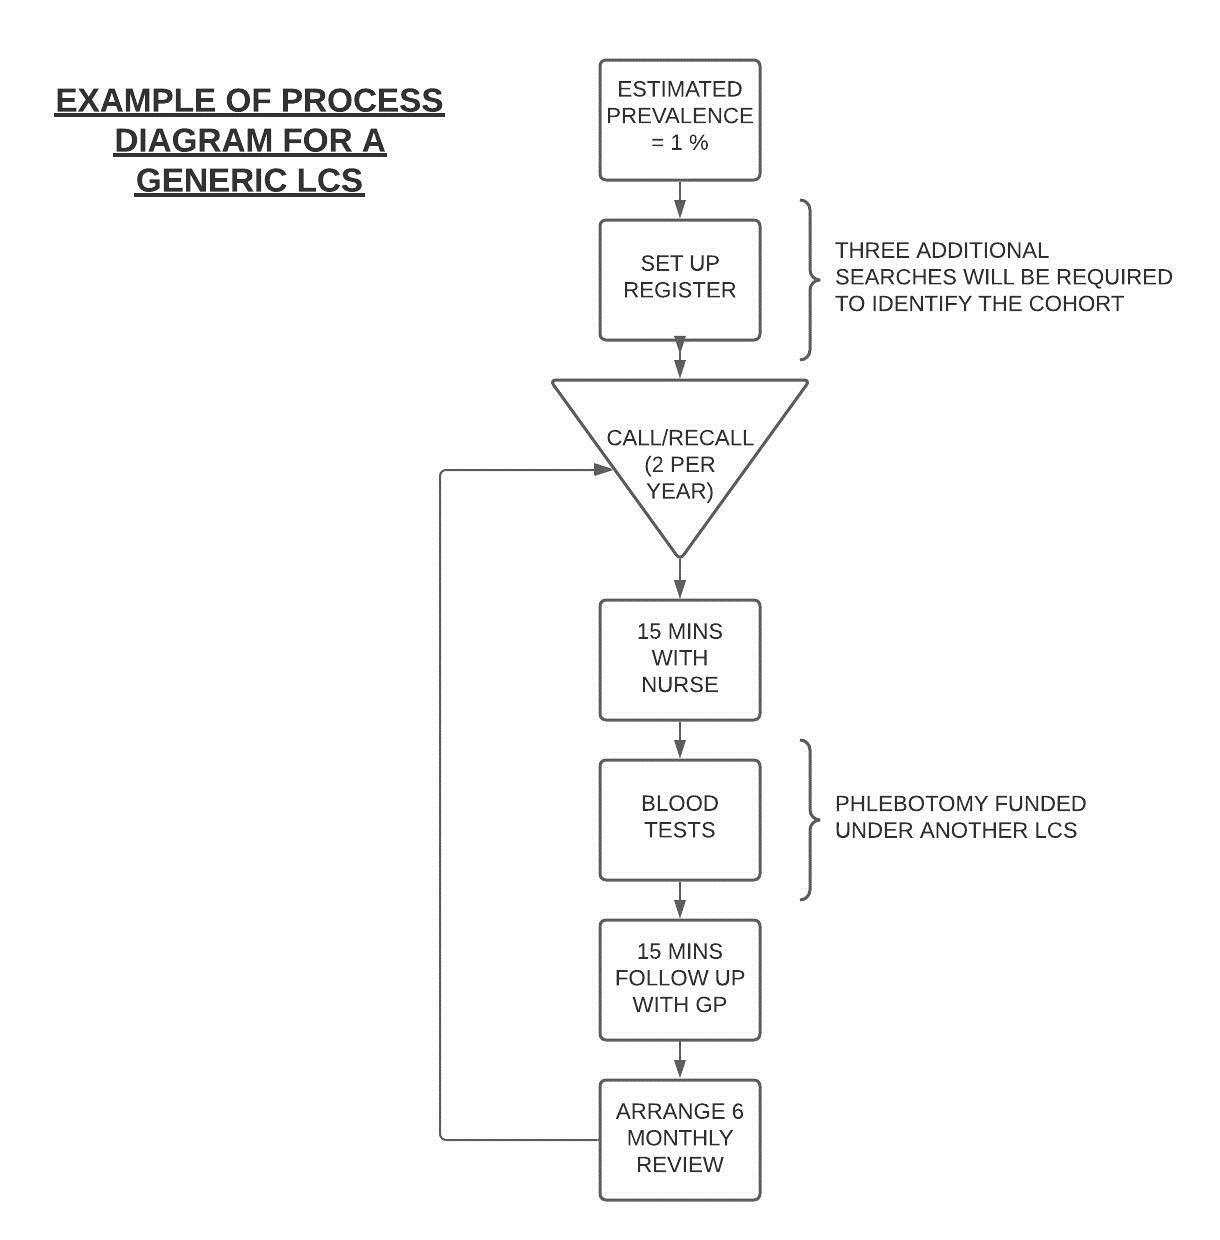 EXAMPLE OF PROCESS
DIAGRAM FOR A
GENERIC LCS
ESTIMATED
PREVALENCE
= 1 %
SET UP
REGISTER
THREE ADDITIONAL
SEARCHES WILL BE REQUIRED
TO IDENTIFY THE COHORT
CALL/RECALL
(2 PER
YEAR)
15 MINS
WITH
NURSE
BLOOD
TESTS
PHLEBOTOMY FUNDED
UNDER ANOTHER LCS
15 MINS
FOLLOW UP
WITH GP
ARRANGE 6
MONTHLY
REVIEW